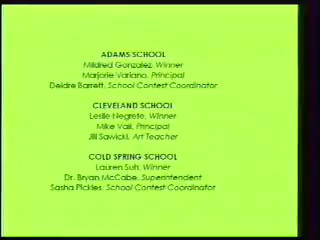 ADAMS SCHOOL
Mildred Gonzalez, Winner
Marjorie Variano, Principal
Deidre Barrett, School Contest Coordinator
CLEVELAND SCHOOL
Leslie Negrete, Winner
Mike Vail, Principal
Jill Sawicki, Art Teacher
COLD SPRING SCHOOL
Lauren Suh, Winner
Dr. Bryan McCabe, Superintendent
Sasha Pickles, School Contest Coordinator